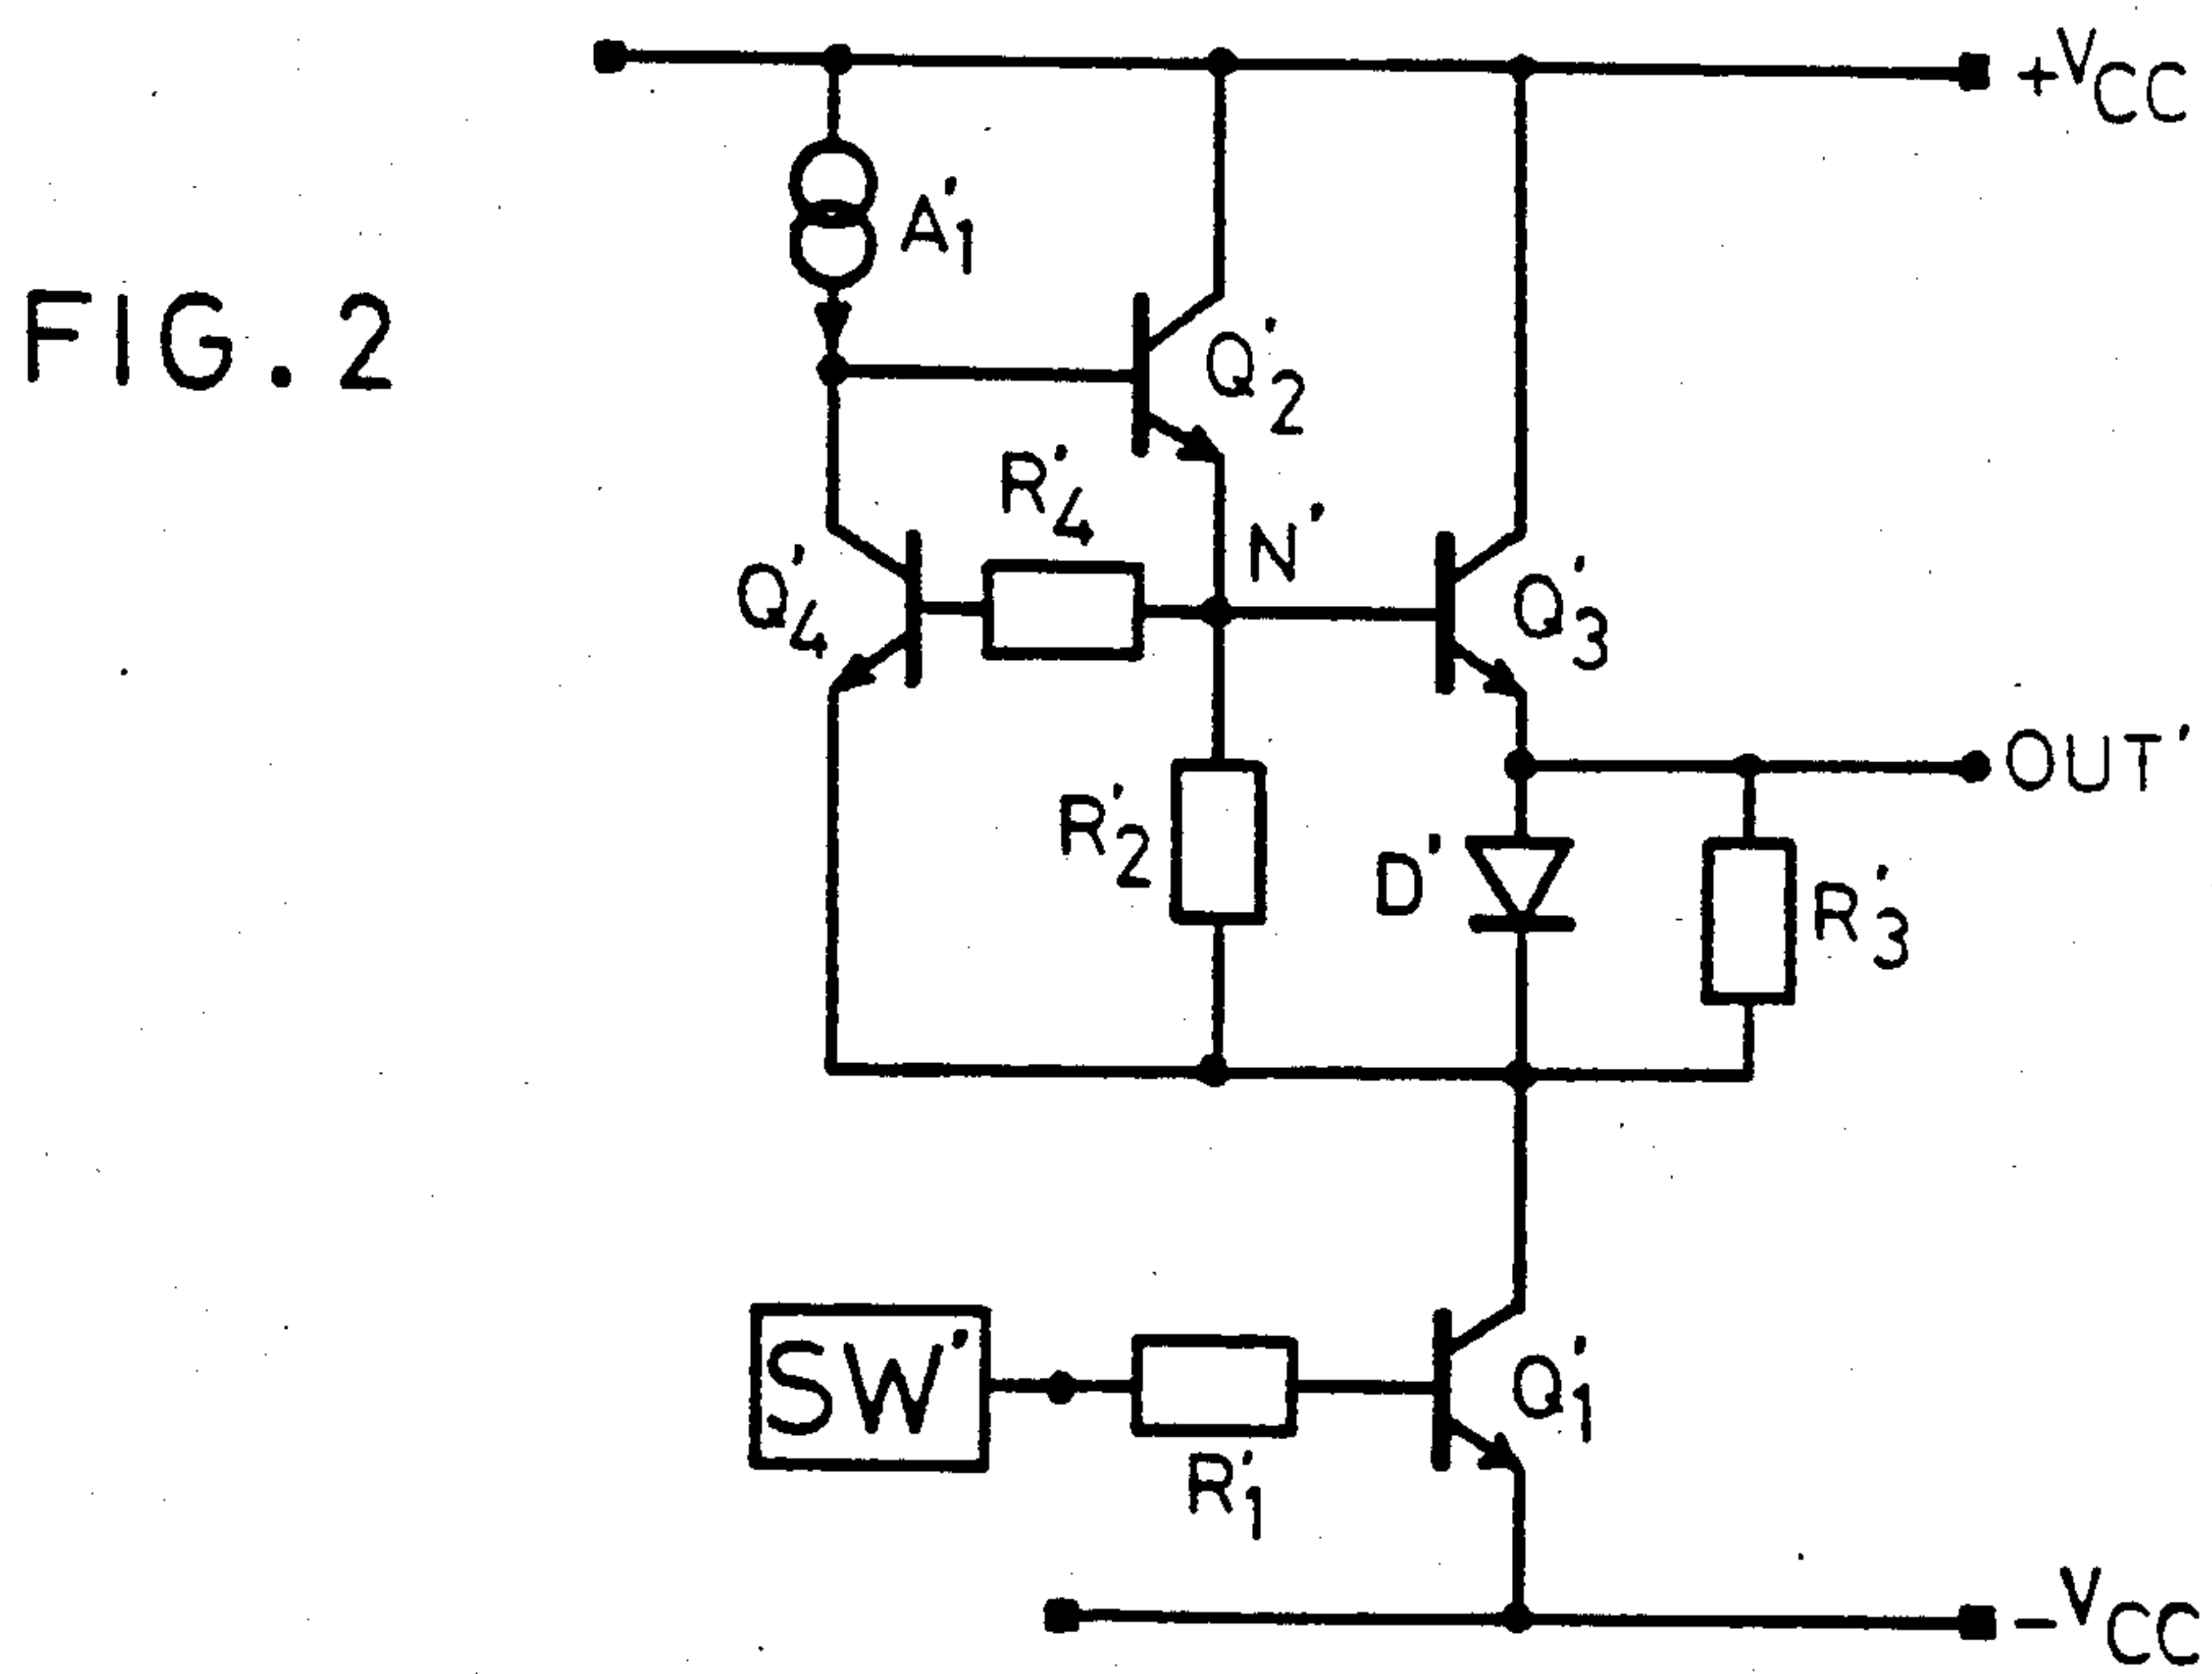 +VCC
A'1
FIG. 2
Q'2
R'4
N'
Q'4
Q'3
OUT'
R'2
D'
R'3
SW'
Q'1
R'1
-VCC